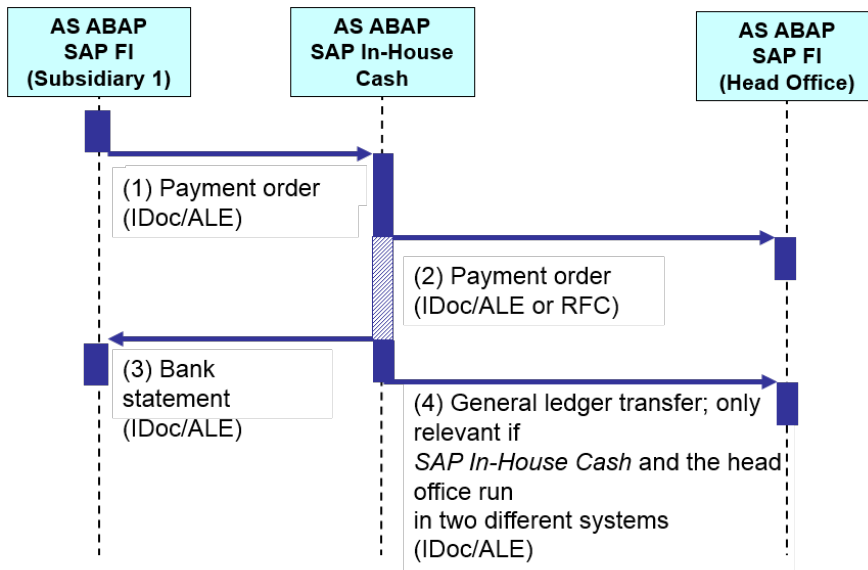 AS ABAP
SAP FI
(Subsidiary 1)
AS ABAP
SAP In-House
Cash
AS ABAP
SAP FI
(Head Office)
(1) Payment order
(IDoc/ALE)
(2) Payment order
(IDoc/ALE or RFC)
(3) Bank
statement
(IDoc/ALE)
(4) General ledger transfer; only
relevant if
SAP In-House Cash and the head
office run
in two different systems
(IDoc/ALE)